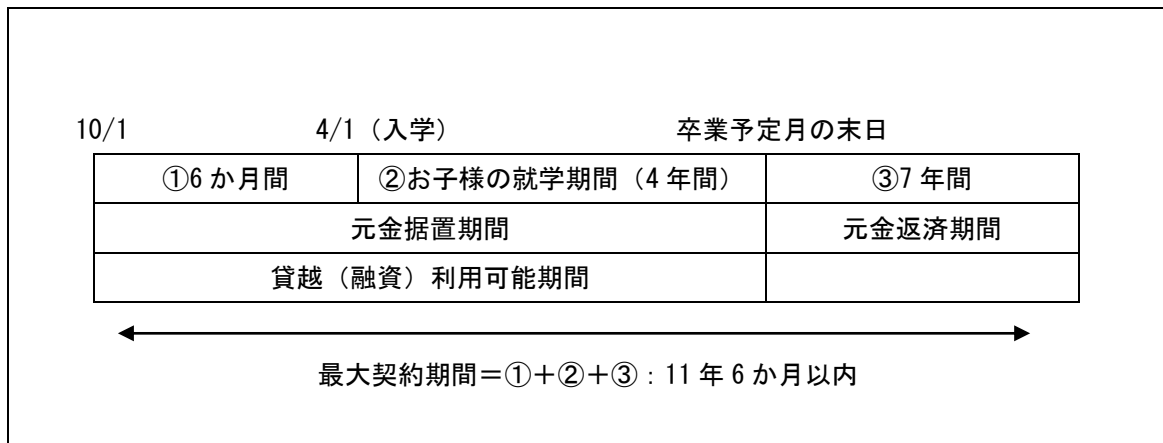 10/1 4/1（入学） 卒業予定月の末日
①6か月間 ②お子様の就学期間（4年間） ③7年間
元金据置期間 元金返済期間
貸越（融資）利用可能期間
最大契約期間＝①＋②＋③：11年6か月以内